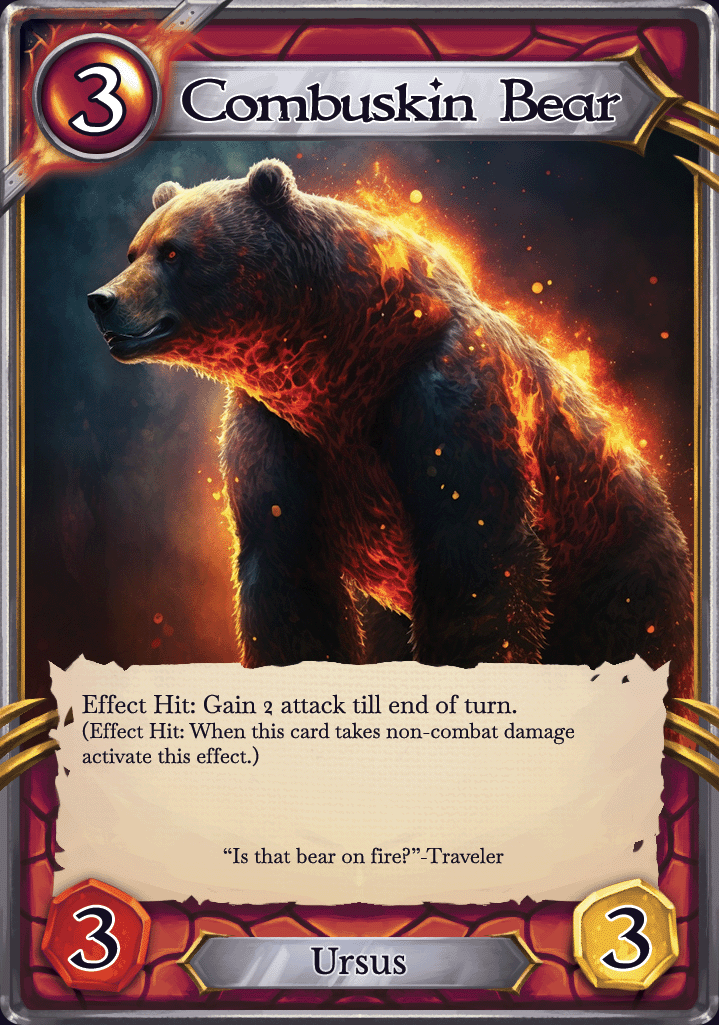 3
Combuskin Bear
Effect Hit: Gain 2 attack till end of turn.
(Effect Hit: When this card takes non-combat damage
activate this effect.)
“Is that bear on fire?”-Traveler
3
Ursus
3